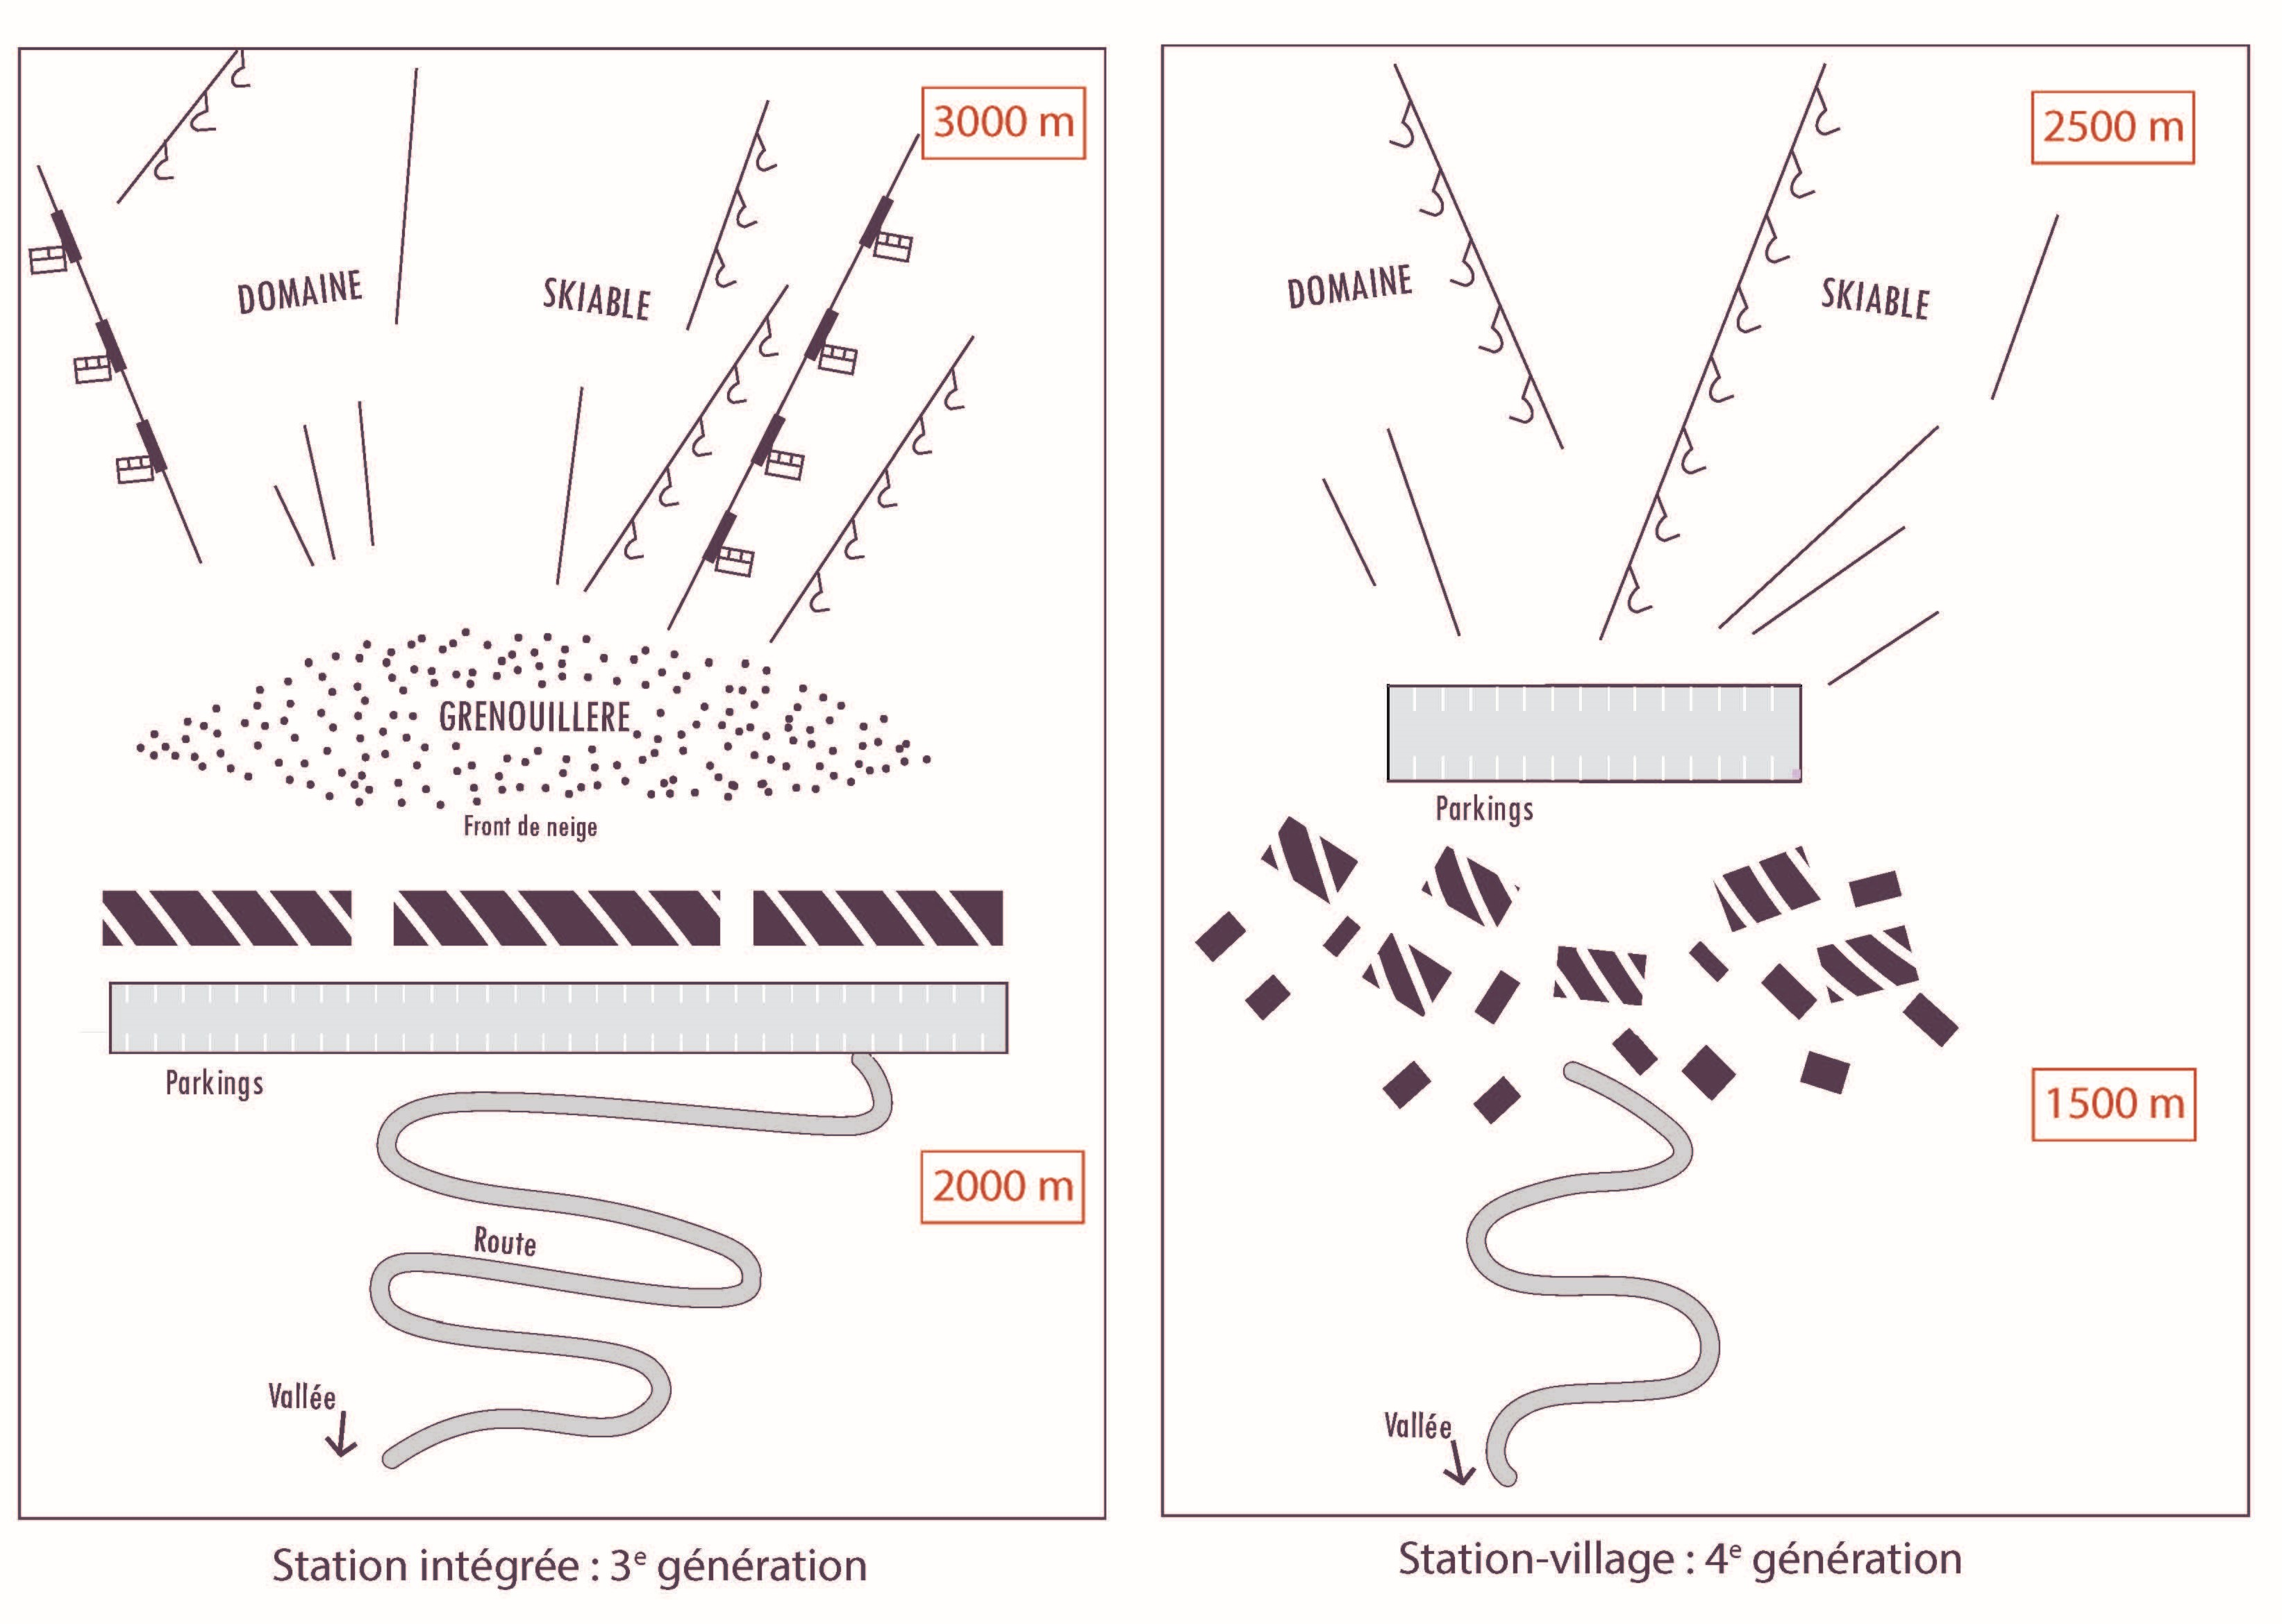 3000 m
DOMAINE
SKIABLE
GRENOUILLERE
Front de neige
Parkings
2000 m
Route
Vallée
Station intégrée : 3e génération
2500 m
DOMAINE
SKIABLE
Parkings
1500 m
Vallée
Station-village : 4e génération